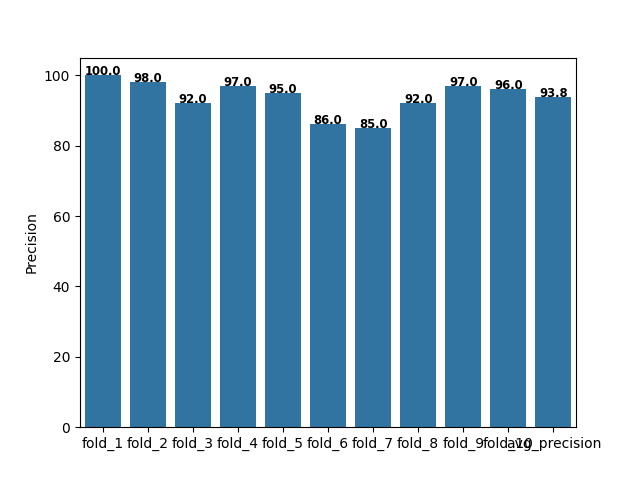 100.0 98.0 92.0 97.0 95.0 86.0 85.0 92.0 97.0 96.0 93.8
100
80
60
40
20
0
Precision
fold_1 fold_2 fold_3 fold_4 fold_5 fold_6 fold_7 fold_8 fold_9 fold_10 avg_precision